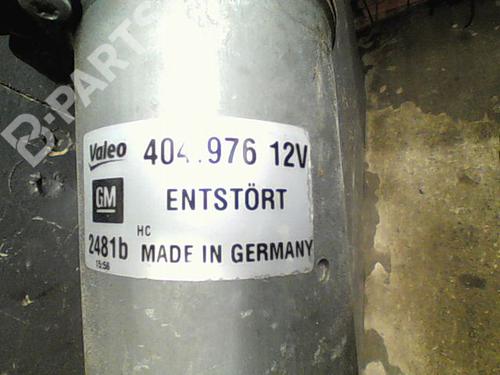 B-PARTS
Valeo 404.976 12V
GM ENTSTÖRT
2481b HC MADE IN GERMANY
15:56